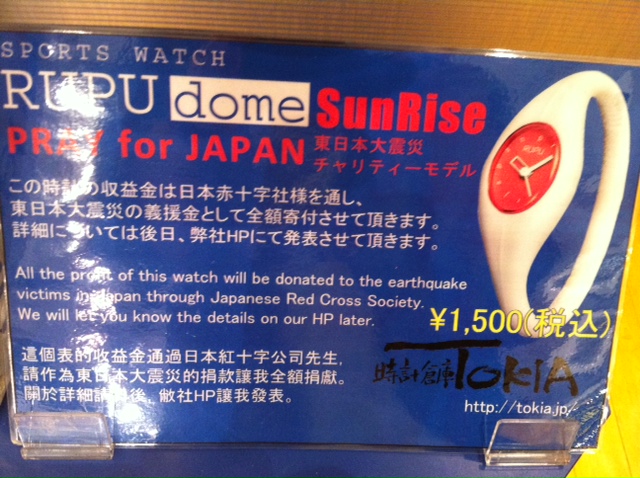 SPORTS WATCH
RUPU dome SunRise
PRAY for JAPAN 東日本大震災
チャリティーモデル
この時計の収益金は日本赤十字社様を通し、
東日本大震災の義援金として全額寄付させて頂きます。
詳細については後日、弊社HPにて発表させて頂きます。
All the profit of this watch will be donated to the earthquake
victims in Japan through Japanese Red Cross Society.
We will let you know the details on our HP later.
¥1,500(税込)
這個表的收益金通過日本紅十字公司先生,
請作為東日本大震災的捐款讓我全額捐獻。
關於詳細請後,敝社HP讓我發表。
時計倉庫TOKIA
http://tokia.jp/
RUPU